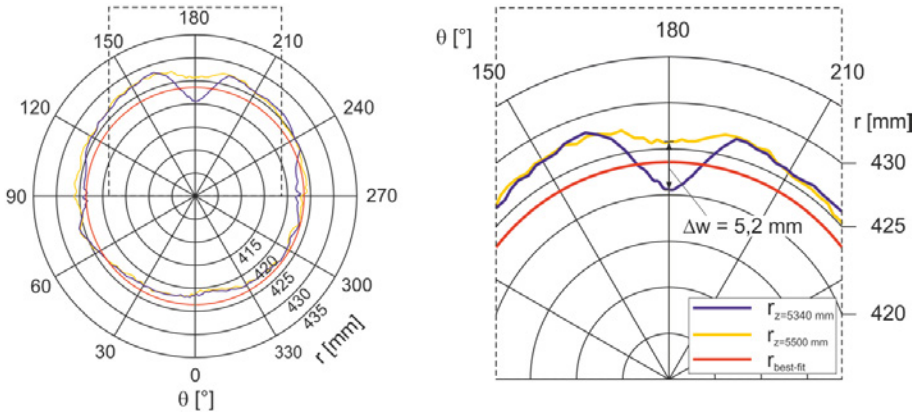 180
150
210
120
240
90
270
60
300
30
330
0
415
420
425
430
435
r [mm]
θ [°]
θ [°]
180
150
210
r [mm]
430
425
420
Δw = 5,2 mm
r z=5340 mm
r z=5500 mm
r best-fit